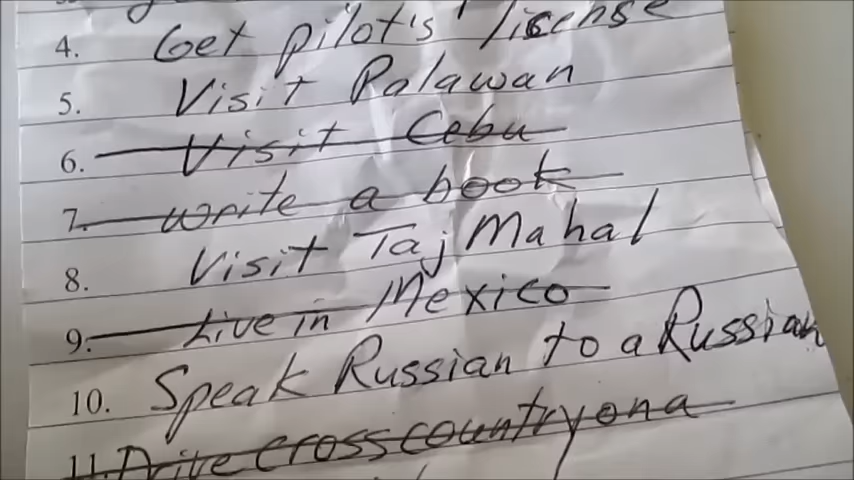 4. Get pilot's license
5. Visit Palawan
6. Visit Cebu
7. write a book
8. Visit Taj Mahal
9. Live in Mexico
10. Speak Russian to a Russian
11. Drive cross country on a